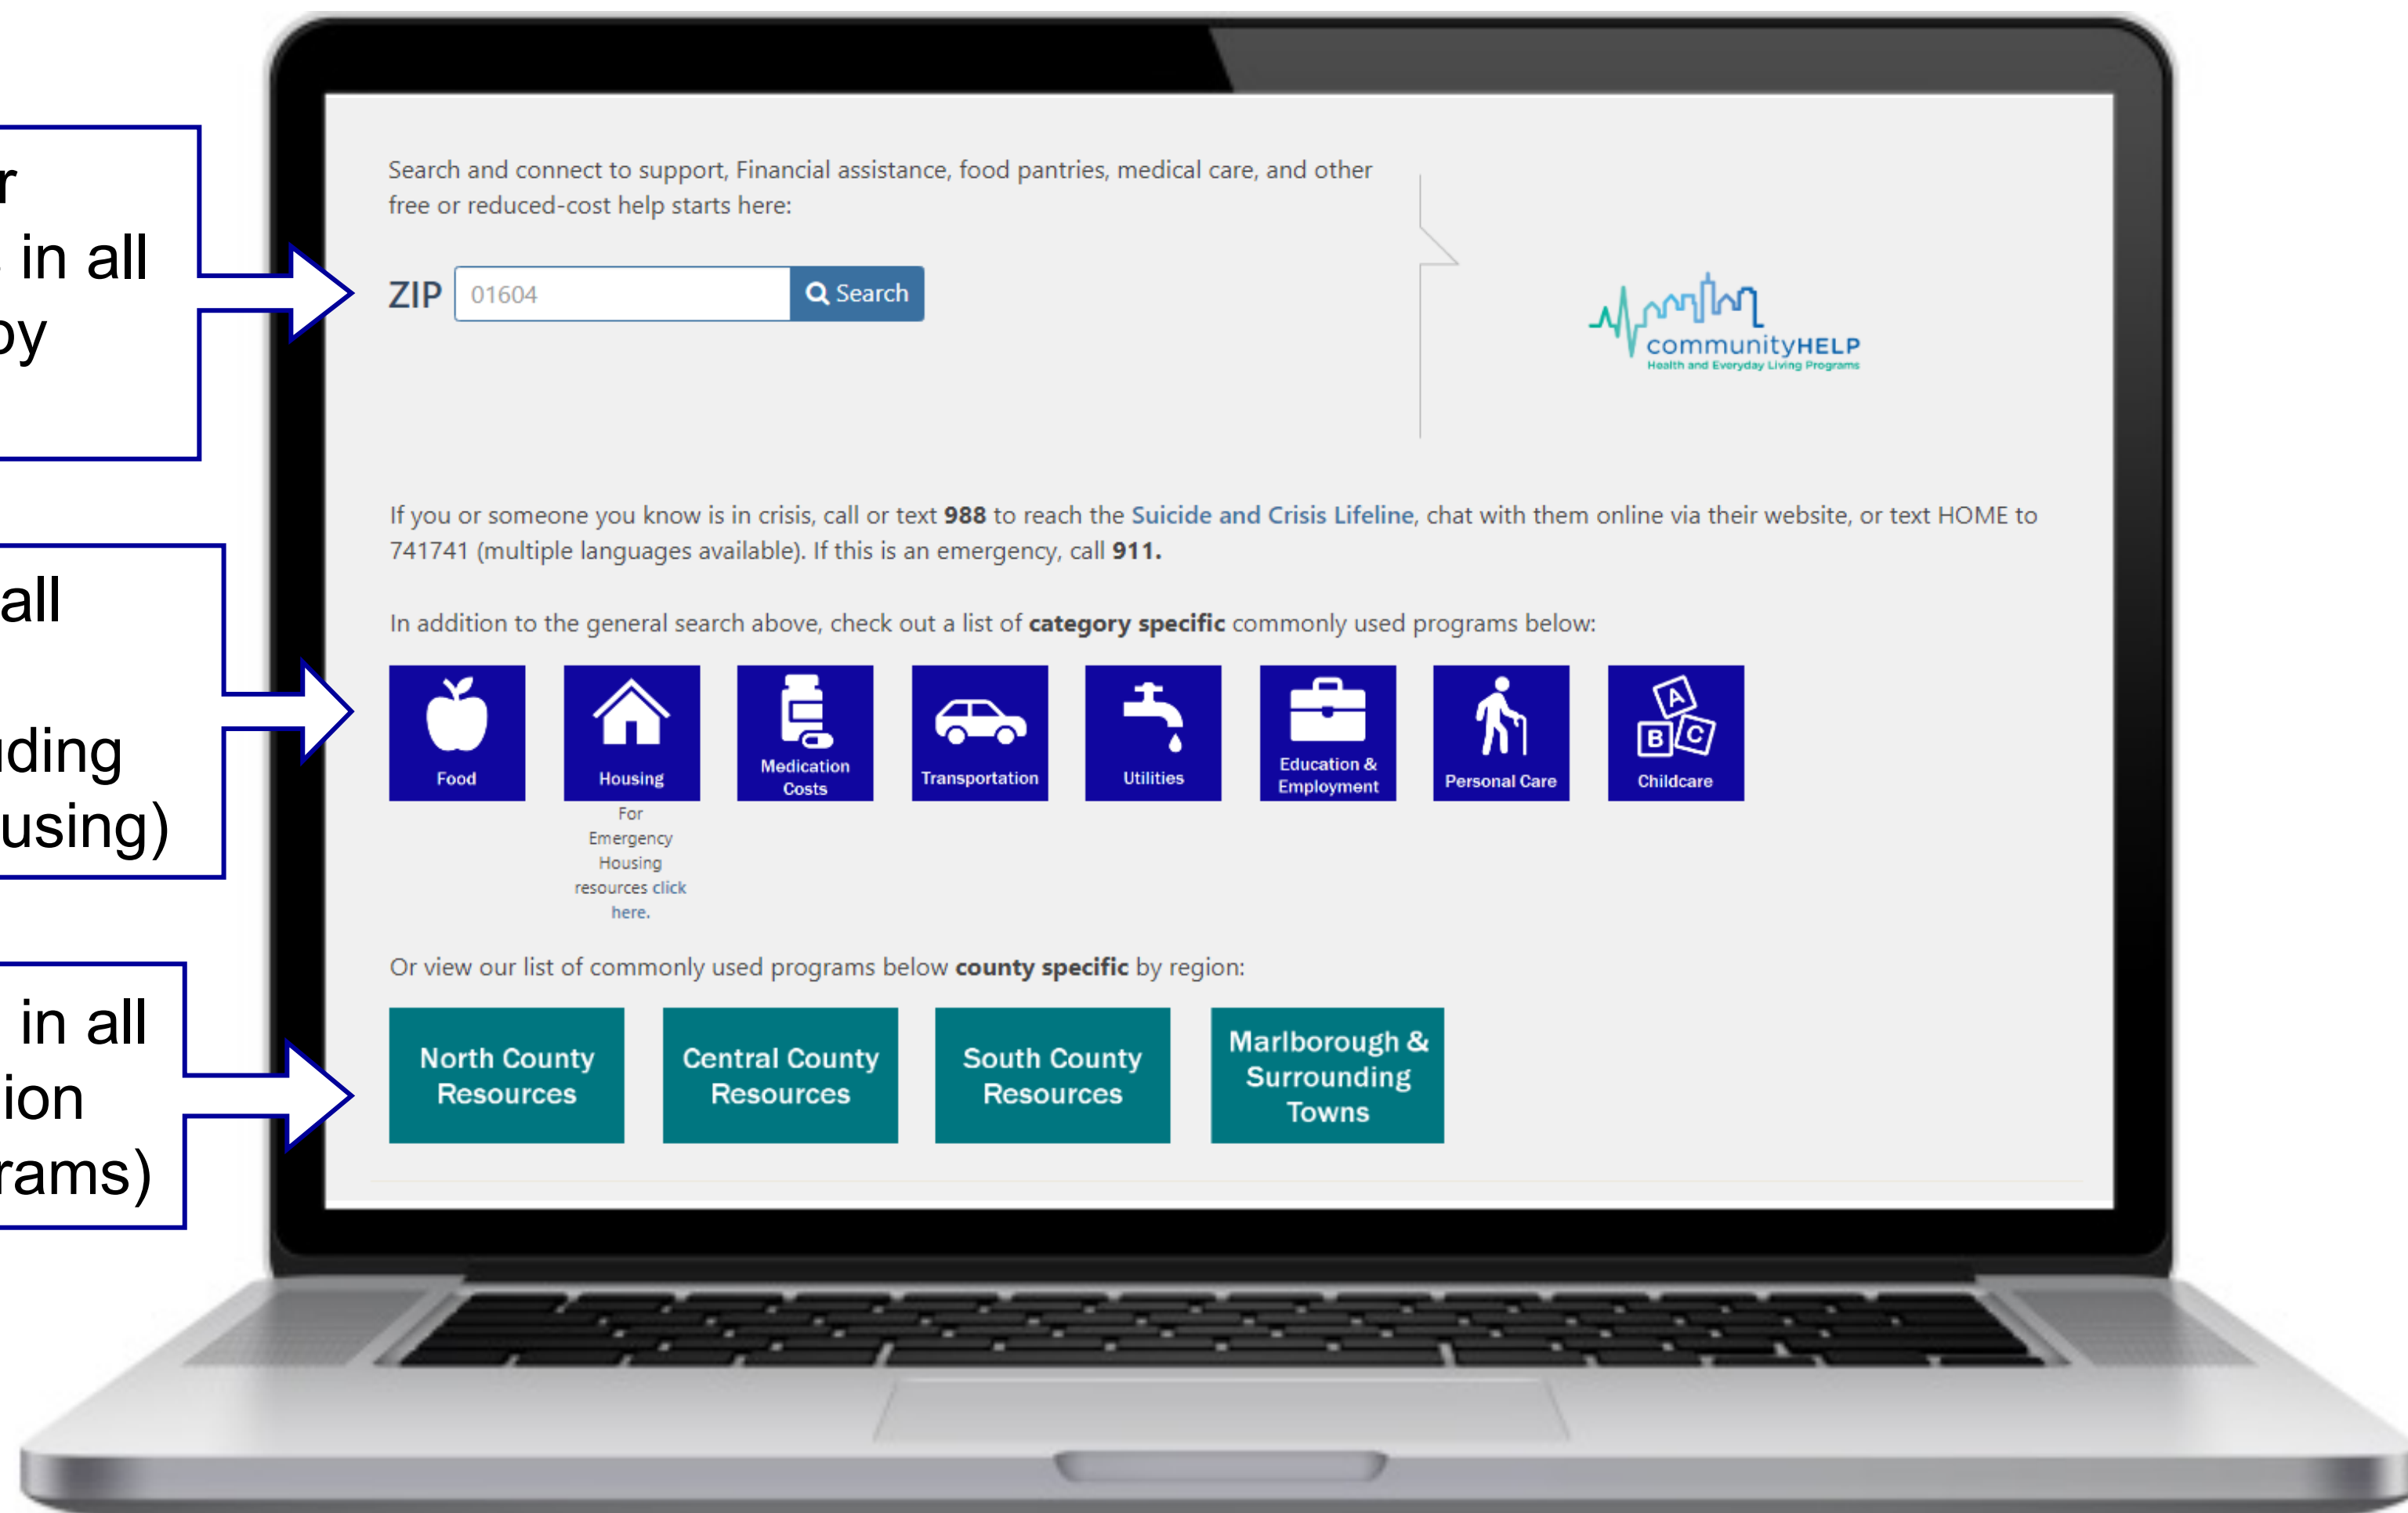 r
in all
by
all
uding
using)
in all
ion
rams)
Search and connect to support, Financial assistance, food pantries, medical care, and other
free or reduced-cost help starts here:
ZIP 01604 Search
communityHELP
Health and Everyday Living Programs
If you or someone you know is in crisis, call or text 988 to reach the Suicide and Crisis Lifeline, chat with them online via their website, or text HOME to
741741 (multiple languages available). If this is an emergency, call 911.
In addition to the general search above, check out a list of category specific commonly used programs below:
Food
Housing
Medication
Costs
Transportation
Utilities
Education &
Employment
Personal Care
A
B C
Childcare
For
Emergency
Housing
resources click
here.
Or view our list of commonly used programs below county specific by region:
North County
Resources
Central County
Resources
South County
Resources
Marlborough &
Surrounding
Towns